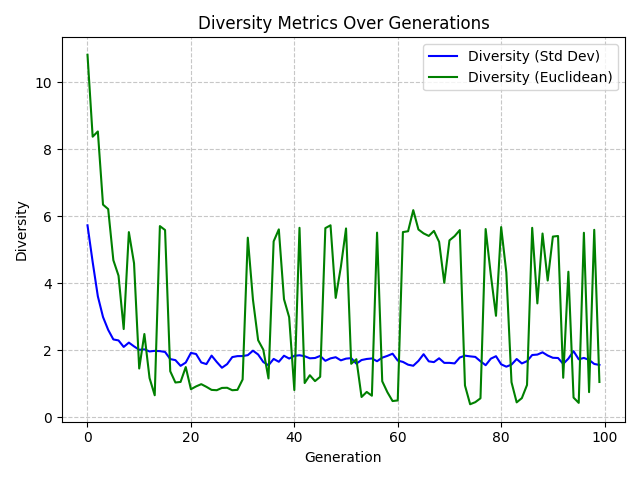 Diversity Metrics Over Generations
Diversity (Std Dev)
Diversity (Euclidean)
Diversity
10
8
6
4
2
0
0 20 40 60 80 100
Generation